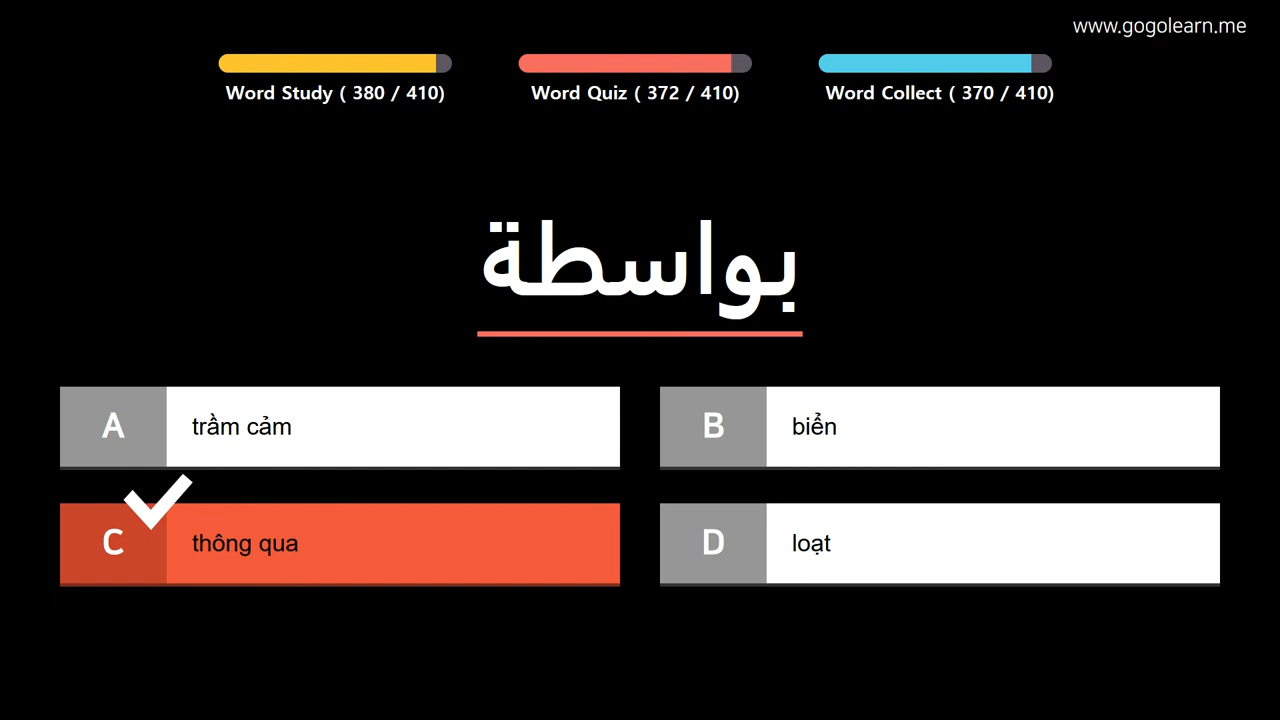 www.gogolearn.me
Word Study ( 380 / 410)
Word Quiz ( 372 / 410)
Word Collect ( 370 / 410)
بواسطة
A trầm cảm
B biển
C thông qua
D loạt